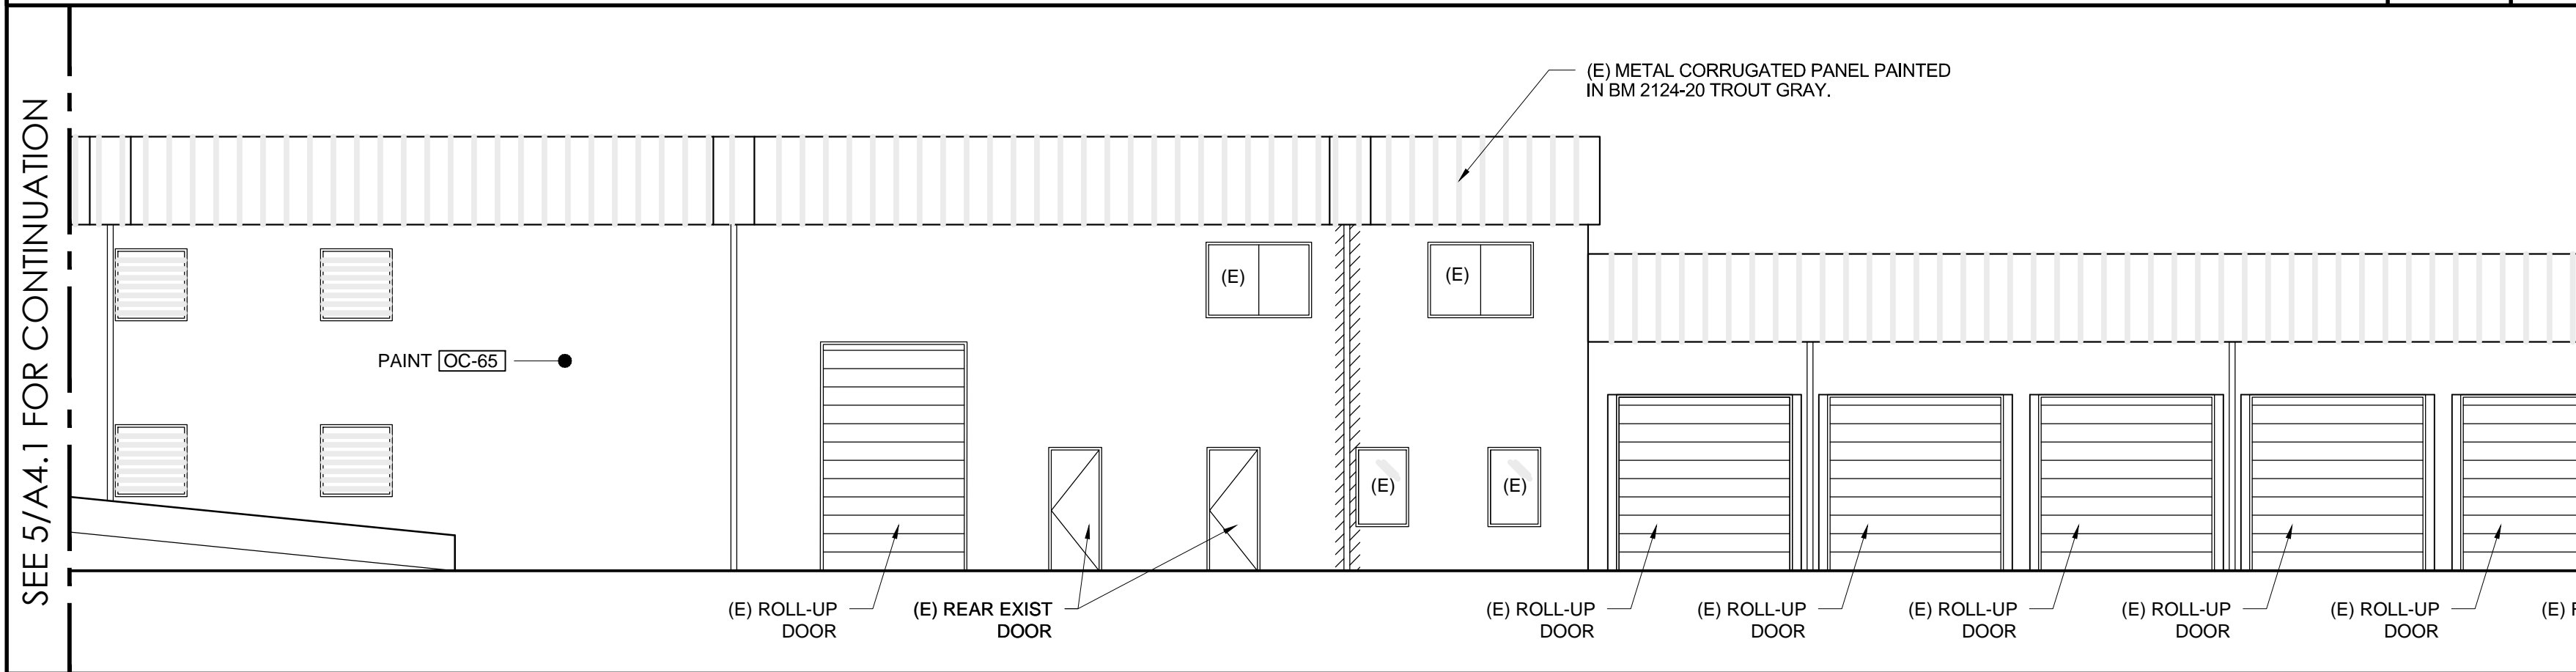 SEE 5/A4.1 FOR CONTINUATION
(E) METAL CORRUGATED PANEL PAINTED
IN BM 2124-20 TROUT GRAY.
(E)
(E)
PAINT OC-65
(E)
(E)
(E) ROLL-UP
DOOR
(E) REAR EXIST
DOOR
(E) ROLL-UP
DOOR
(E) ROLL-UP
DOOR
(E) ROLL-UP
DOOR
(E) ROLL-UP
DOOR
(E) ROLL-UP
DOOR
(E)